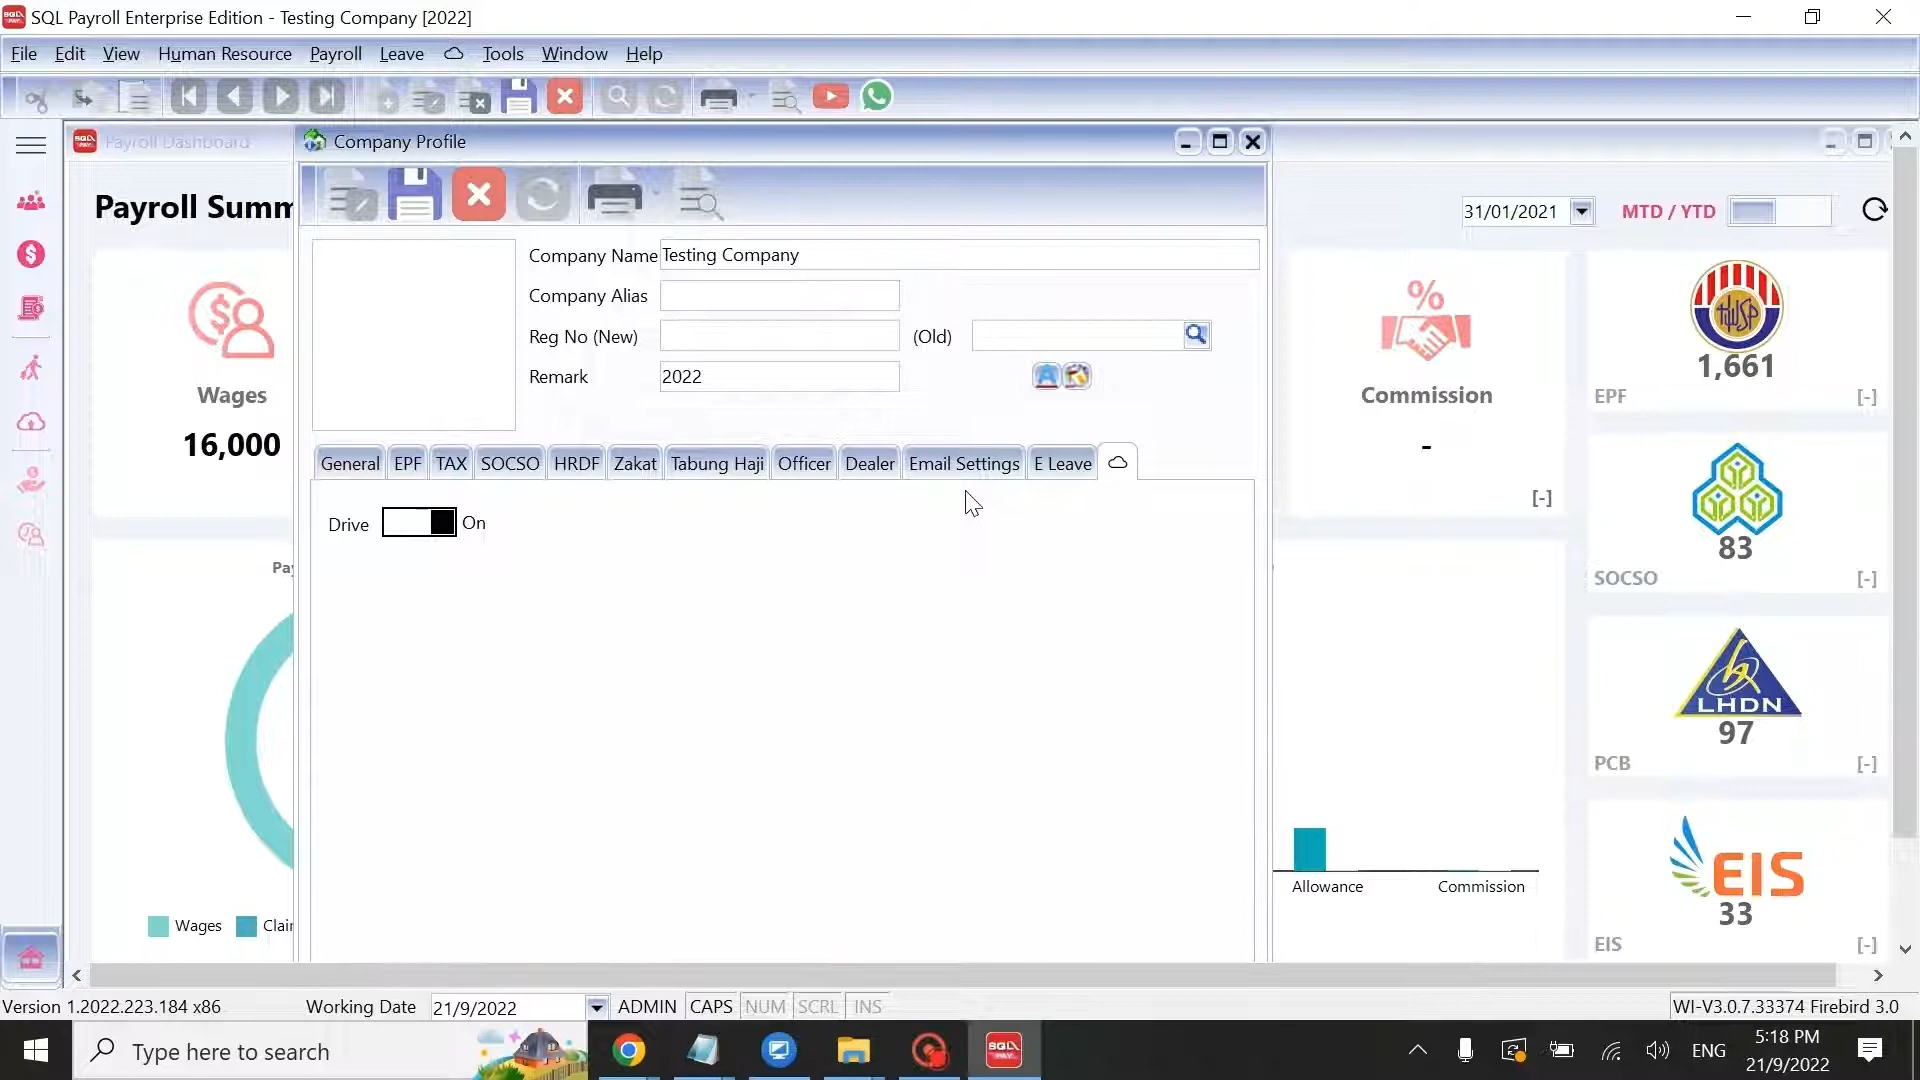 SQL Payroll Enterprise Edition - Testing Company [2022]
File Edit View Human Resource Payroll Leave Tools Window Help
Payroll Dashboard
Company Profile
Payroll Summ
31/01/2021
MTD / YTD
Company Name Testing Company
Company Alias
Reg No (New)
(Old)
Remark 2022
Wages
16,000
Commission
-
[-]
1,661
EPF [-]
General EPF TAX SOCSO HRDF Zakat Tabung Haji Officer Dealer Email Settings E Leave
Drive On
83
SOCSO [-]
Pay
LHDN
97
PCB [-]
EIS
33
EIS [-]
Allowance Commission
Wages Clair
Version 1.2022.223.184 x86 Working Date 21/9/2022 ADMIN CAPS NUM SCRL INS WI-V3.0.7.33374 Firebird 3.0
Type here to search
ENG
5:18 PM
21/9/2022